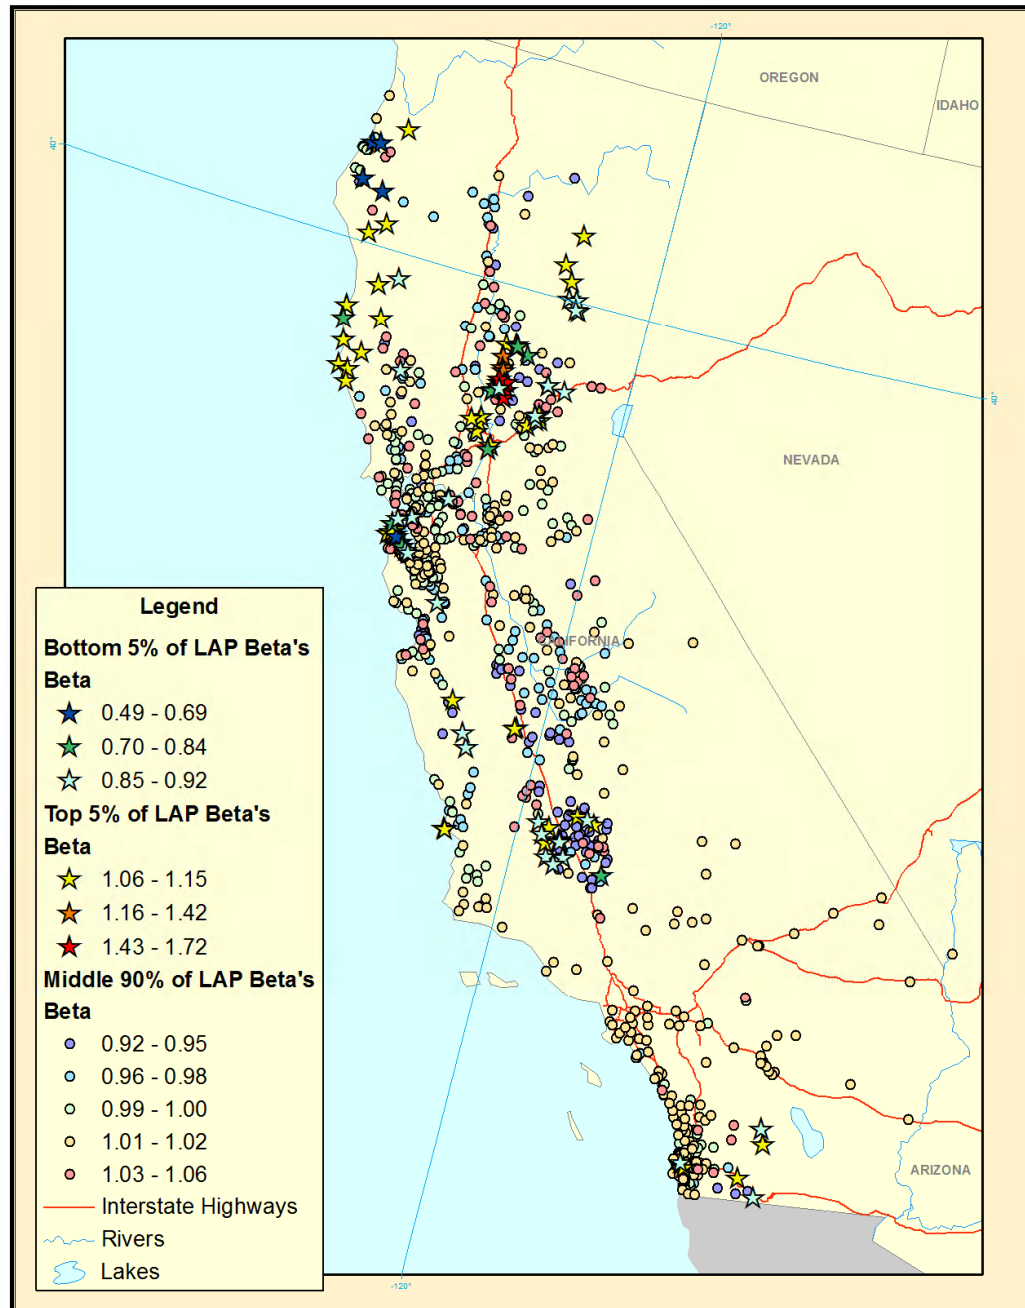 -120°
OREGON
IDAHO
40°
40°
NEVADA
CALIFORNIA
Legend
Bottom 5% of LAP Beta's
Beta
0.49 - 0.69
0.70 - 0.84
0.85 - 0.92
Top 5% of LAP Beta's
Beta
1.06 - 1.15
1.16 - 1.42
1.43 - 1.72
Middle 90% of LAP Beta's
Beta
0.92 - 0.95
0.96 - 0.98
0.99 - 1.00
1.01 - 1.02
1.03 - 1.06
Interstate Highways
Rivers
Lakes
ARIZONA
-120°